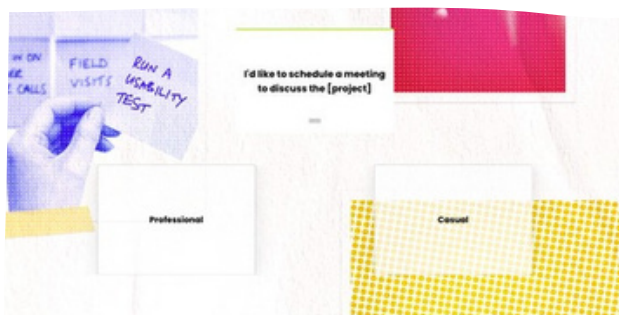 IN ON
CALLS
FIELD
VISITS
RUN A
USABILITY
TEST
I'd like to schedule a meeting
to discuss the [project]
Professional
Casual